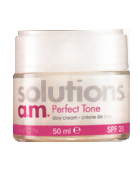 solutions
a.m. Perfect Tone
day cream - crème de jour
50 ml e SPF 20